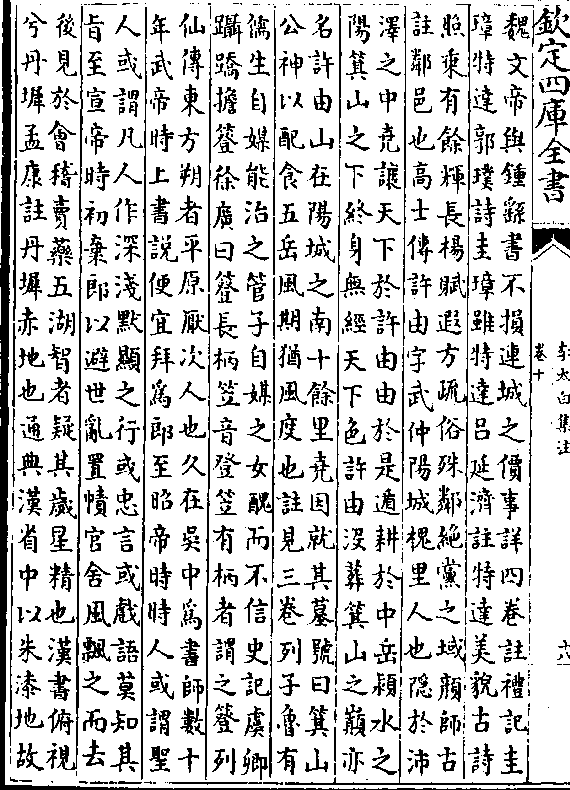 欽定四庫全書
李太白集注
卷十
六
魏文帝與鍾繇書不損連城之價事詳四卷註禮記圭
璋特達郭璞詩圭璋雖特達呂延濟註特達美貌古詩
照乘有餘輝長楊賦遐方疏俗殊鄰絕黨之域顏師古
註鄰邑也高士傳許由字武仲陽城槐里人也隱於沛
澤之中堯讓天下於許由由於是遁耕於中岳潁水之
陽箕山之下終身無經天下色許由沒葬箕山之巔亦
名許由山在陽城之南十餘里堯因就其墓號曰箕山
公神以配食五岳風期猶風度也註見三卷列子魯有
儒生自媒能治之管子自媒之女醜而不信史記虞卿
躡蹻擔簦徐廣曰簦長柄笠音登笠有柄者謂之簦列
仙傳東方朔者平原厭次人也久在吳中爲書師數十
年武帝時上書說便宜拜爲郎至昭帝時時人或謂聖
人或謂凡人作深淺默顯之行或忠言或戲語莫知其
旨至宣帝時初棄郎以避世亂置幘官舍風飄之而去
後見於會稽賣藥五湖智者疑其歲星精也漢書俯視
兮丹墀孟康註丹墀赤地也通典漢省中以朱漆地故